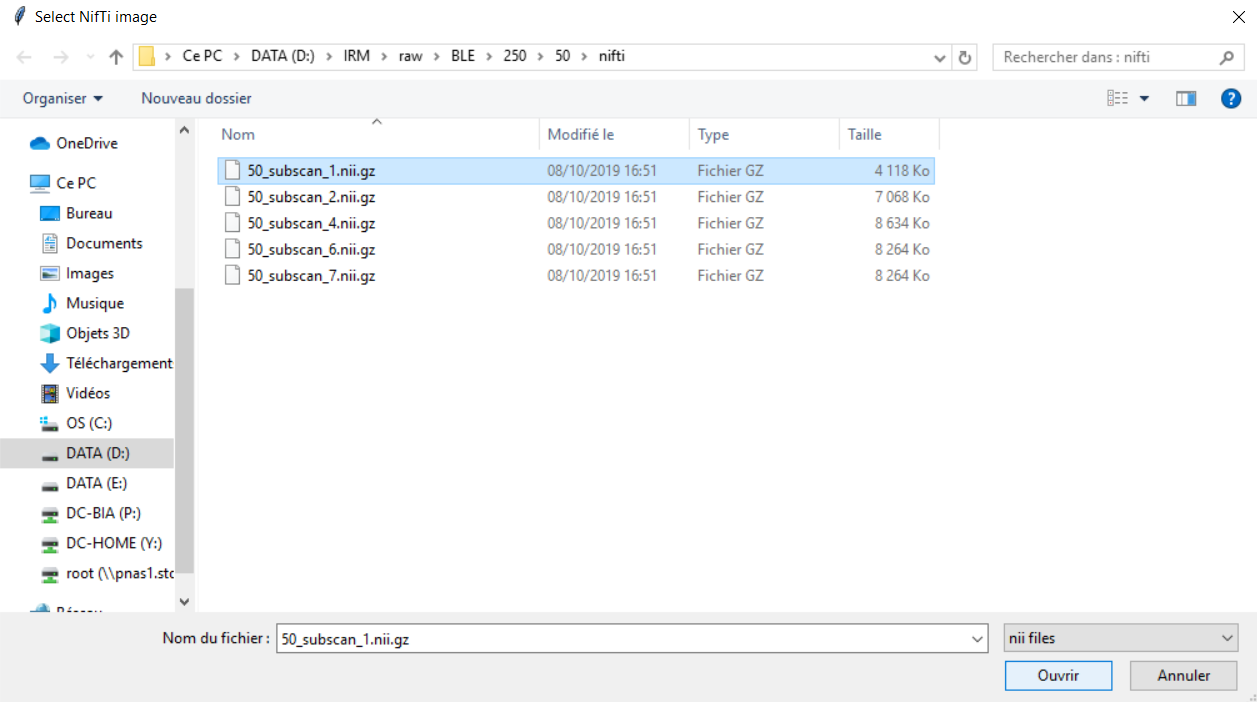 Select NifTi image
Ce PC > DATA (D:) > IRM > raw > BLE > 250 > 50 > nifti
Rechercher dans : nifti
Organiser
Nouveau dossier
?
OneDrive
Ce PC
Bureau
Documents
Images
Musique
Objets 3D
Téléchargement
Vidéos
OS (C:)
DATA (D:)
DATA (E:)
DC-BIA (P:)
DC-HOME (Y:)
root (\\pnas1.stc
Réseau
Nom Modifié le Type Taille
50_subscan_1.nii.gz 08/10/2019 16:51 Fichier GZ 4 118 Ko
50_subscan_2.nii.gz 08/10/2019 16:51 Fichier GZ 7 068 Ko
50_subscan_4.nii.gz 08/10/2019 16:51 Fichier GZ 8 634 Ko
50_subscan_6.nii.gz 08/10/2019 16:51 Fichier GZ 8 264 Ko
50_subscan_7.nii.gz 08/10/2019 16:51 Fichier GZ 8 264 Ko
Nom du fichier : 50_subscan_1.nii.gz
nii files
Ouvrir
Annuler